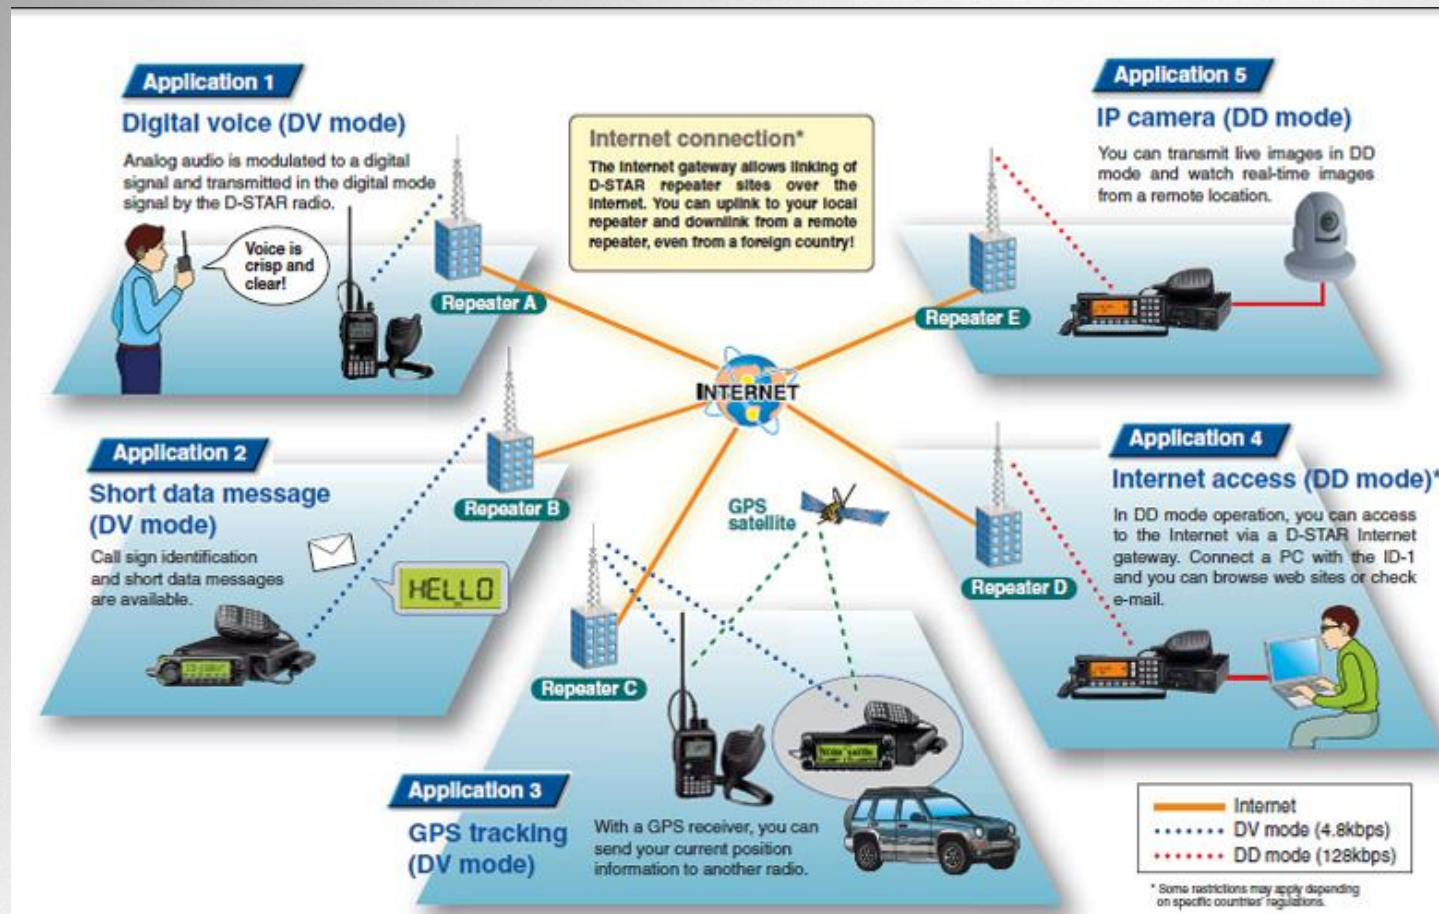 Application 1
Digital voice (DV mode)
Analog audio is modulated to a digital
signal and transmitted in the digital mode
signal by the D-STAR radio.
Voice is
crisp and
clear!
Repeater A
Internet connection*
The Internet gateway allows linking of
D-STAR repeater sites over the
Internet. You can uplink to your local
repeater and downlink from a remote
repeater, even from a foreign country!
Application 5
IP camera (DD mode)
You can transmit live images in DD
mode and watch real-time images
from a remote location.
Repeater E
INTERNET
Application 2
Short data message
(DV mode)
Call sign identification
and short data messages
are available.
HELLO
Repeater B
GPS
satellite
Application 4
Internet access (DD mode)*
In DD mode operation, you can access
to the Internet via a D-STAR Internet
gateway. Connect a PC with the ID-1
and you can browse web sites or check
e-mail.
Repeater D
Repeater C
Application 3
GPS tracking
(DV mode)
With a GPS receiver, you can
send your current position
information to another radio.
Internet
DV mode (4.8kbps)
DD mode (128kbps)
* Some restrictions may apply depending
on specific countries' regulations.